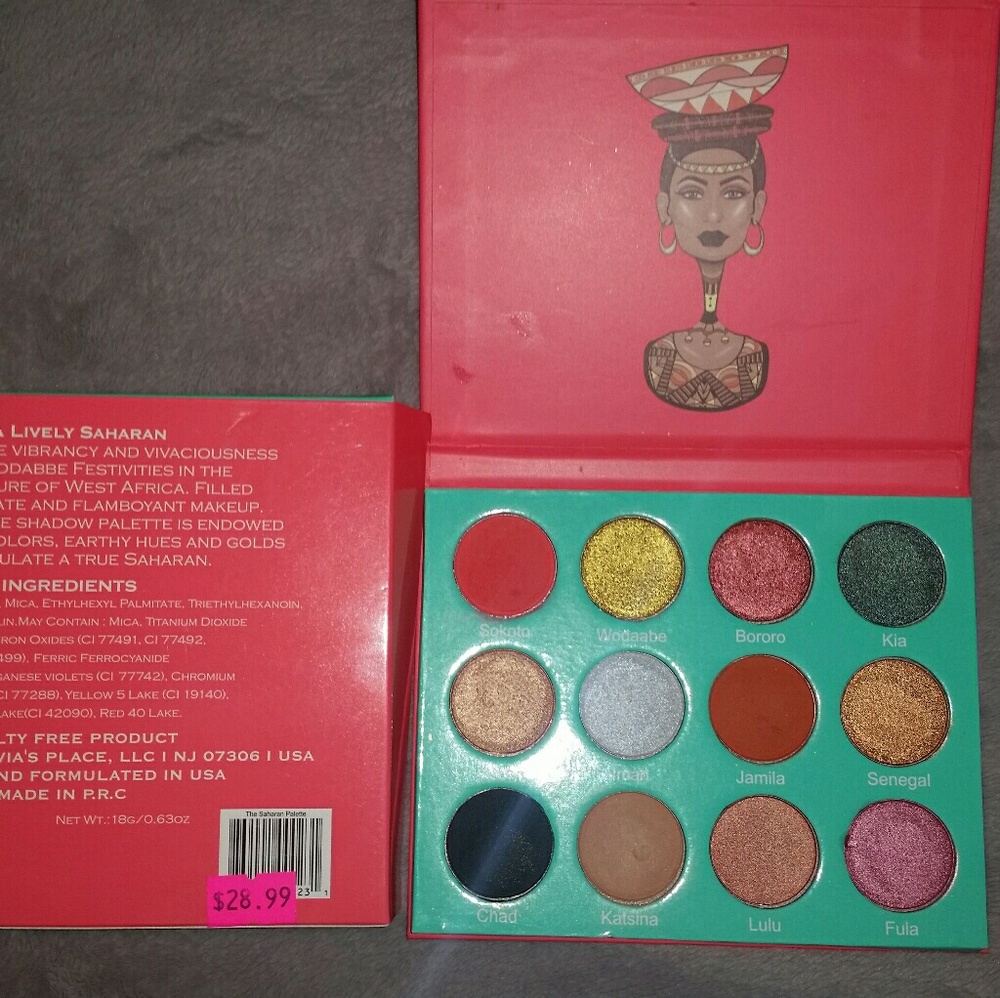 A LIVELY SAHARAN
E VIBRANCY AND VIVACIOUSNESS
ODABBE FESTIVITIES IN THE
URE OF WEST AFRICA. FILLED
ATE AND FLAMBOYANT MAKEUP.
E SHADOW PALETTE IS ENDOWED
OLORS, EARTHY HUES AND GOLDS
ULATE A TRUE SAHARAN.
INGREDIENTS
, MICA, ETHYLHEXYL PALMITATE, TRIETHYLHEXANOIN,
LIN.MAY CONTAIN : MICA, TITANIUM DIOXIDE
RON OXIDES (CI 77491, CI 77492,
499), FERRIC FERROCYANIDE
GANESE VIOLETS (CI 77742), CHROMIUM
CI 77288), YELLOW 5 LAKE (CI 19140),
LAKE(CI 42090), RED 40 LAKE.
LTY FREE PRODUCT
VIA'S PLACE, LLC | NJ 07306 | USA
ND FORMULATED IN USA
MADE IN P.R.C
NET WT.: 18G/0.63OZ
The Saharan Palette
23 1
$28.99
Sokoto Wodaabe Bororo Kia
Iman Jamila Senegal
Chad Katsina Lulu Fula